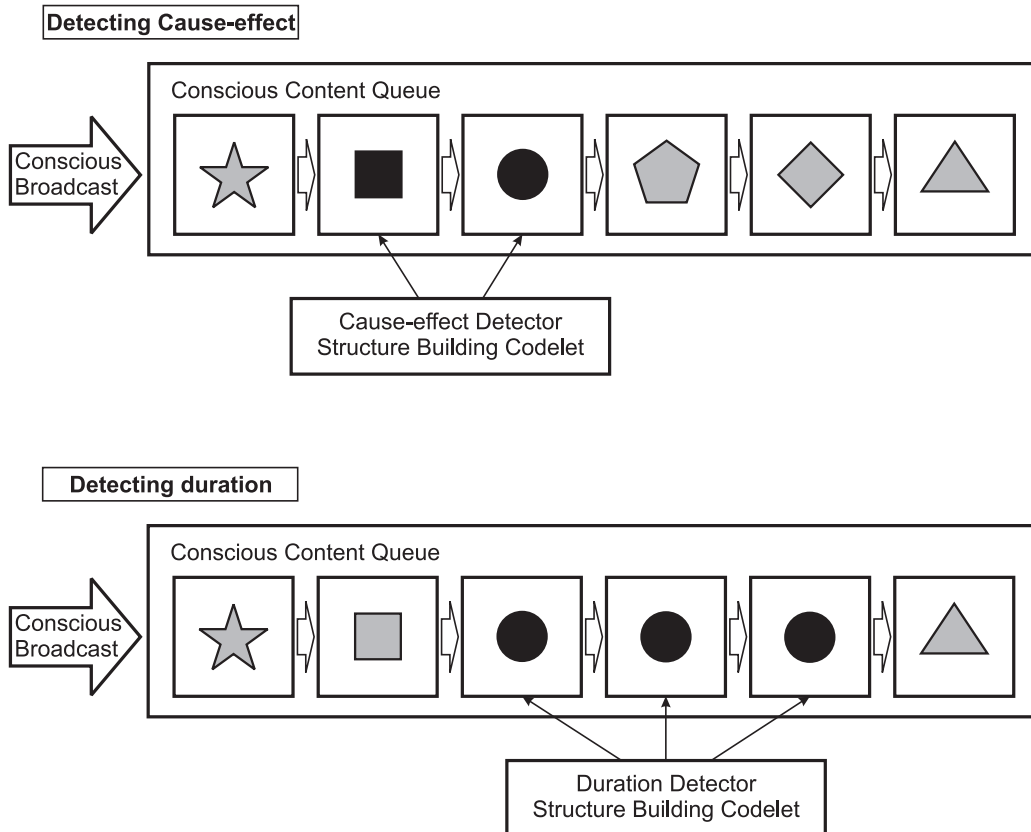 Detecting Cause-effect
Conscious Content Queue
Conscious
Broadcast
Cause-effect Detector
Structure Building Codelet
Detecting duration
Conscious Content Queue
Conscious
Broadcast
Duration Detector
Structure Building Codelet